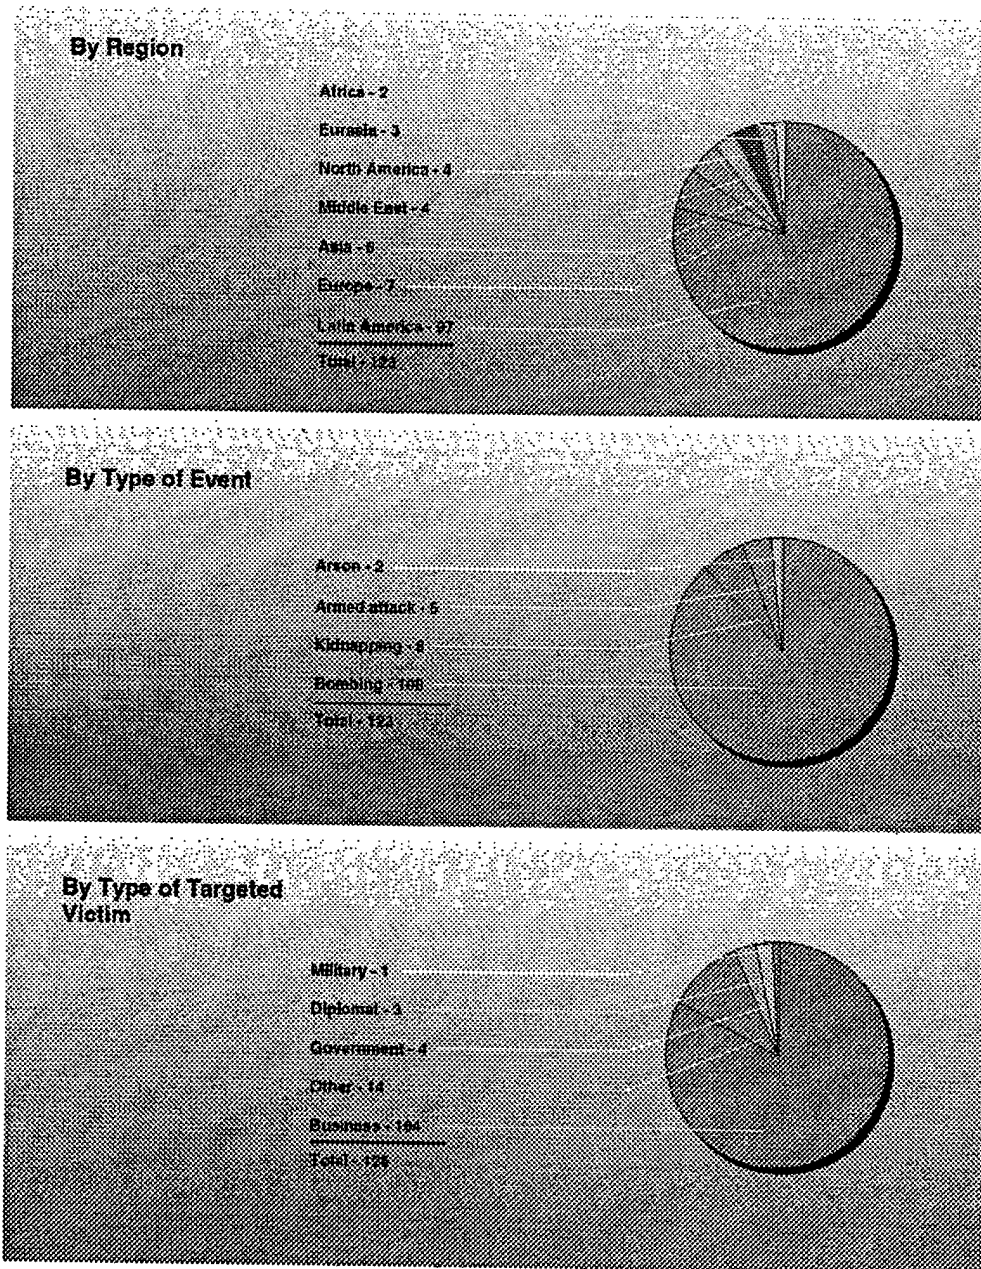 By Region
Africa - 2
Eurasia - 3
North America - 4
Middle East - 4
Asia - 6
Europe - 7
Latin America - 97
Total - 123
By Type of Event
Arson - 2
Armed attack - 5
Kidnapping - 8
Bombing - 108
Total - 123
By Type of Targeted
Victim
Military - 1
Diplomat - 3
Government - 4
Other - 14
Business - 104
Total - 126